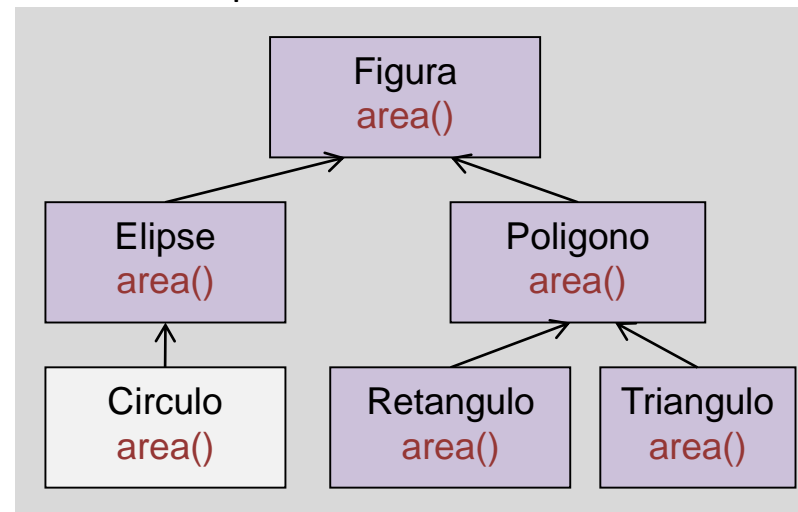 Figura
area()
Elipse
area()
Poligono
area()
Circulo
area()
Retangulo
area()
Triangulo
area()